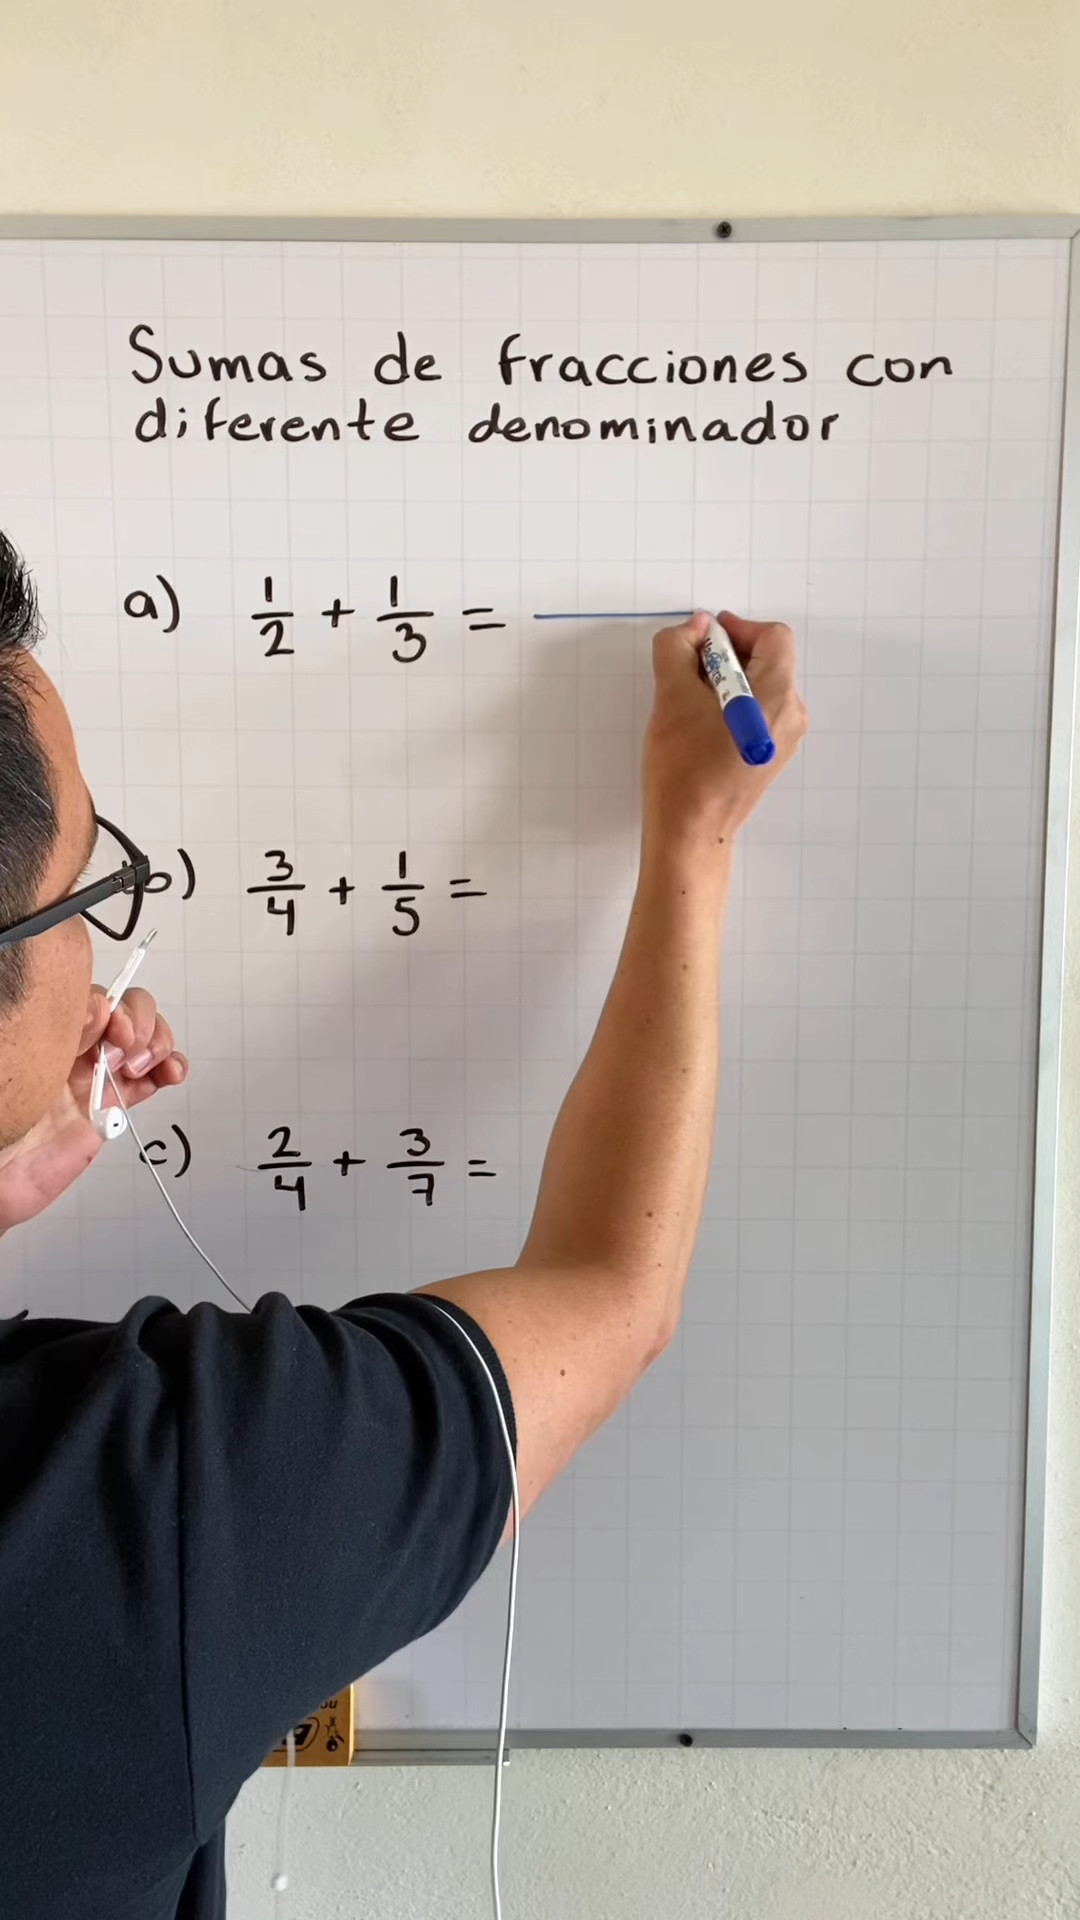 Sumas de fracciones con
diferente denominador
a) 1/2 + 1/3 =
b) 3/4 + 1/5 =
c) 2/4 + 3/7 =